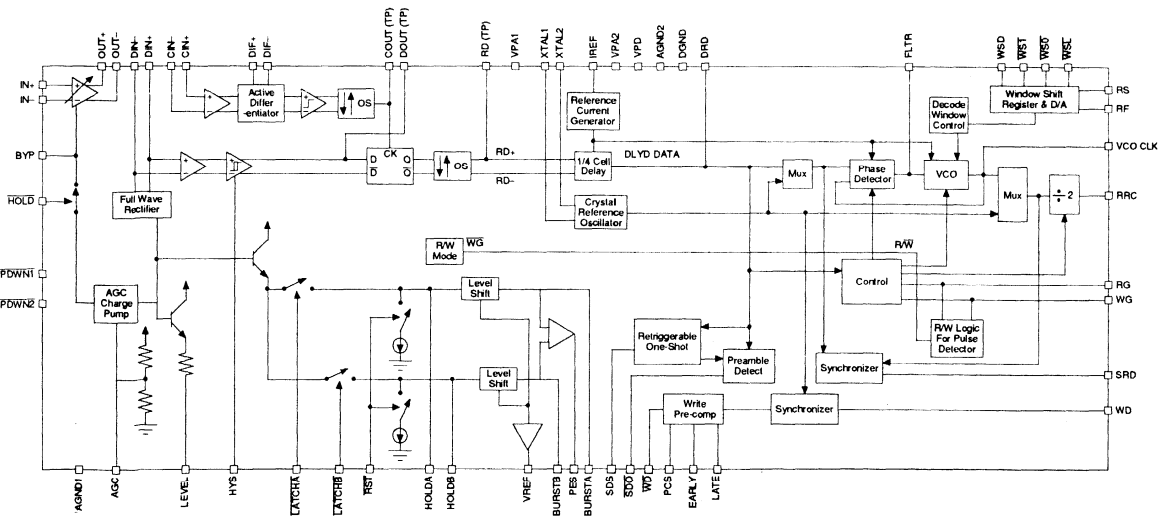 OUT+
OUT–
DIN–
DIN+
CIN–
CIN+
DIF+
DIF–
COUT (TP)
DOUT (TP)
RD (TP)
VPA1
XTAL1
XTAL2
IREF
VPA2
VPD
AGND2
DGND
DRD
FLTR
WSD
WS1
WS0
WSL
IN+
IN–
BYP
HOLD
PDWN1
PDWN2
RS
RF
VCO CLK
RRC
RG
WG
SRD
WD
+
–
Active
Differ
-entiator
OS
Reference
Current
Generator
Window Shift
Register & D/A
Decode
Window
Control
CK
D
Q
D
Q
OS
RD+
RD–
1/4 Cell
Delay
DLYD DATA
Mux
Phase
Detector
VCO
Mux
÷ 2
Full Wave
Rectifier
Crystal
Reference
Oscillator
R/W
Mode
WG
R/W
Control
AGC
Charge
Pump
Level
Shift
Level
Shift
Retriggerable
One-Shot
Preamble
Detect
R/W Logic
For Pulse
Detector
Synchronizer
Write
Pre-comp
Synchronizer
AGND1
AGC
LEVEL
HYS
LATCHA
LATCHB
RST
HOLDA
HOLDB
VREF
BURSTB
PES
BURSTA
SDS
SDO
WD
PCS
EARLY
LATE